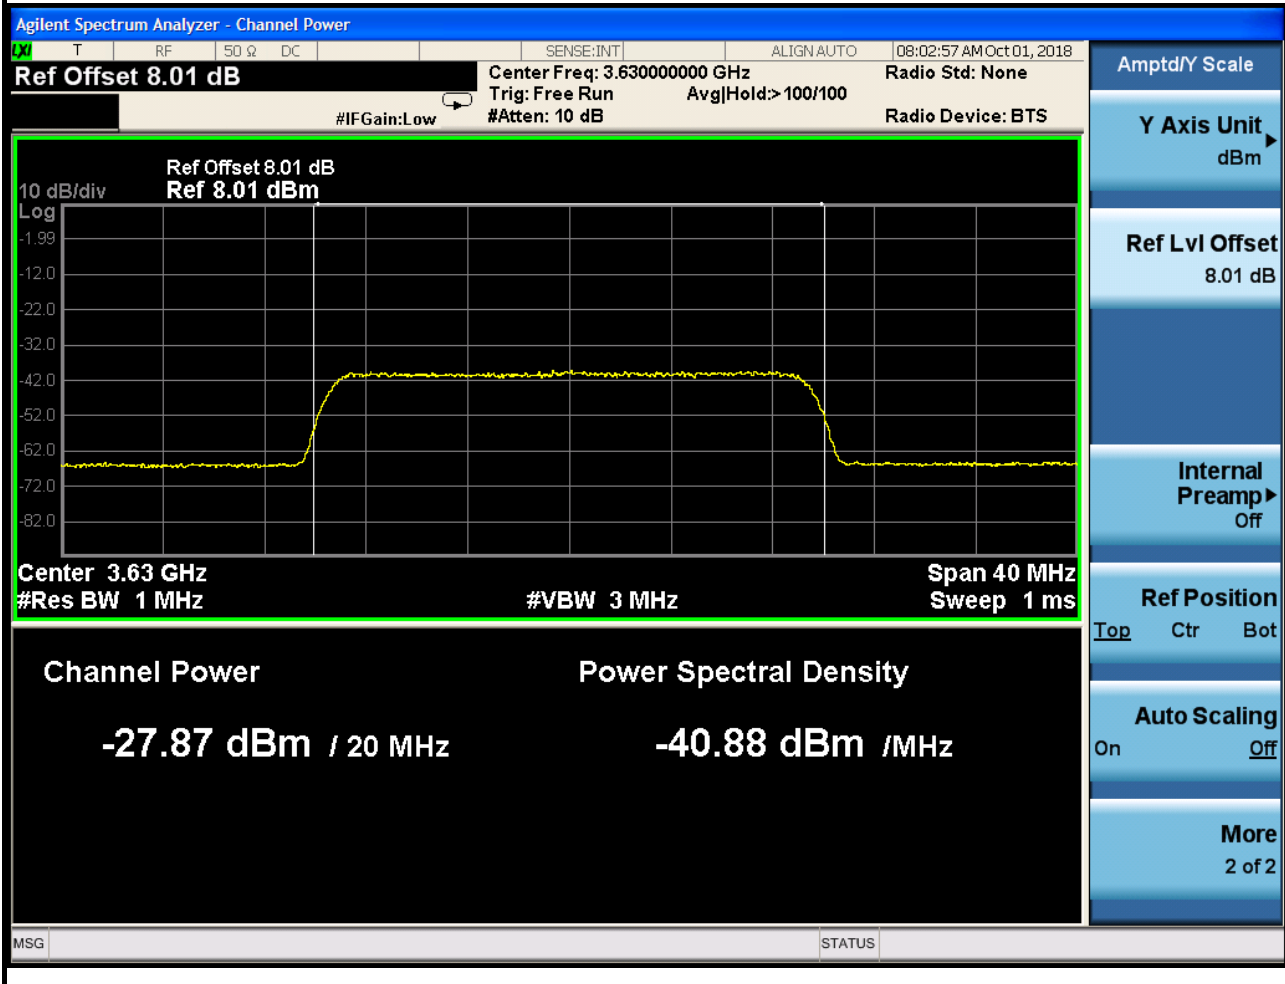 Agilent Spectrum Analyzer - Channel Power
LXI T RF 50 Ω DC SENSE:INT ALIGN AUTO 08:02:57 AM Oct 01, 2018
Ref Offset 8.01 dB
Center Freq: 3.630000000 GHz
Radio Std: None
Trig: Free Run Avg|Hold:>100/100
#IFGain:Low
#Atten: 10 dB
Radio Device: BTS
Ref Offset 8.01 dB
10 dB/div Ref 8.01 dBm
Log
-1.99
-12.0
-22.0
-32.0
-42.0
-52.0
-62.0
-72.0
-82.0
Center 3.63 GHz Span 40 MHz
#Res BW 1 MHz #VBW 3 MHz Sweep 1 ms
Channel Power Power Spectral Density
-27.87 dBm / 20 MHz -40.88 dBm /MHz
MSG STATUS
Amptd/Y Scale
Y Axis Unit
dBm
Ref Lvl Offset
8.01 dB
Internal
Preamp
Off
Ref Position
Top Ctr Bot
Auto Scaling
On Off
More
2 of 2